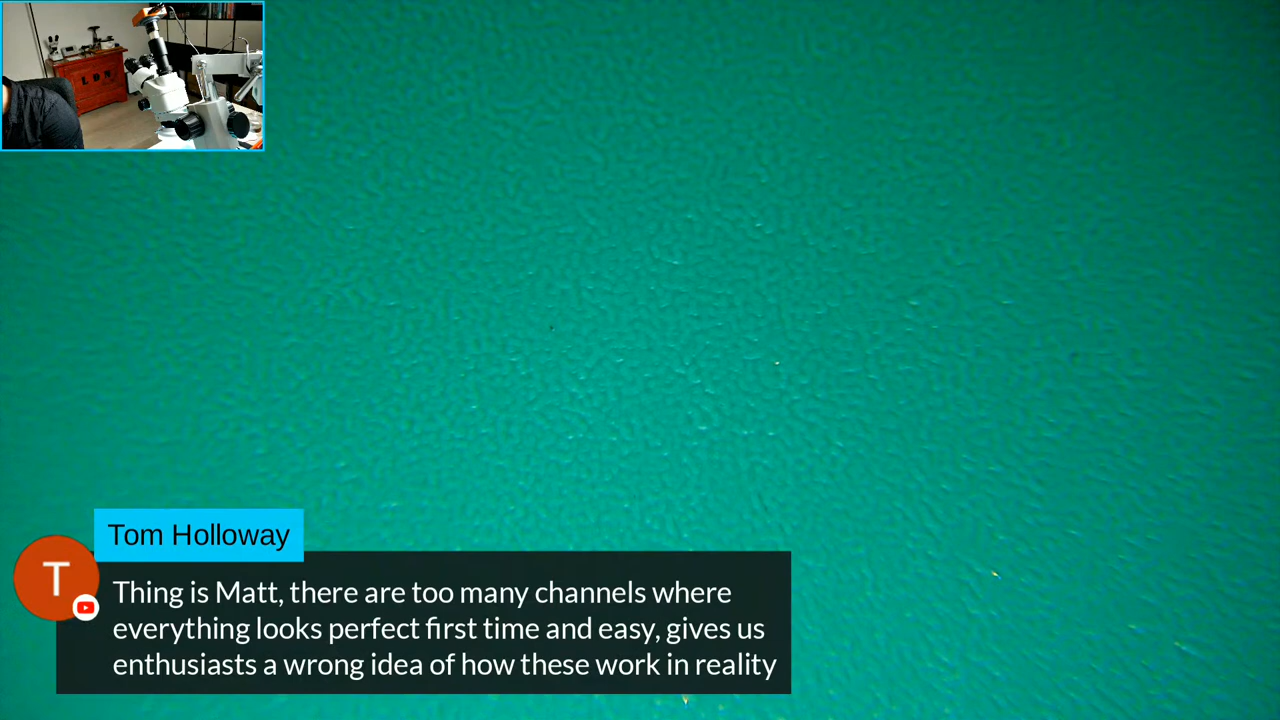 Tom Holloway
T
Thing is Matt, there are too many channels where
everything looks perfect first time and easy, gives us
enthusiasts a wrong idea of how these work in reality